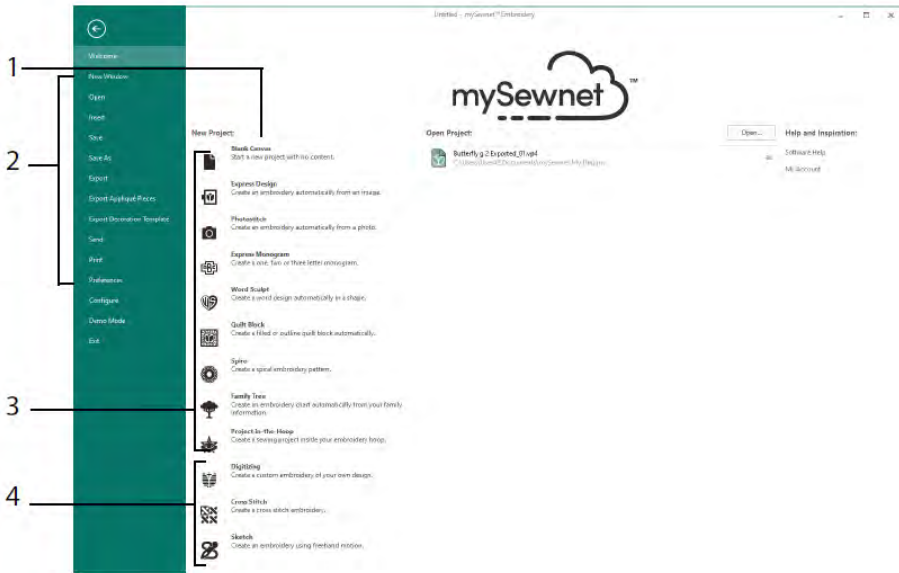 Untitled - mySewnet™ Embroidery
Welcome
New Window
Open
Insert
Save
Save As
Export
Export Appliqué Pieces
Export Decoration Template
Send
Print
Preferences
Configure
Demo Mode
Exit
1
2
3
4
mySewnet™
New Project:
Blank Canvas
Start a new project with no content.
Express Design
Create an embroidery automatically from an image.
Photostitch
Create an embroidery automatically from a photo.
Express Monogram
Create a one, two or three letter monogram.
Word Sculpt
Create a word design automatically in a shape.
Quilt Block
Create a filled or outline quilt block automatically.
Spiro
Create a spiral embroidery pattern.
Family Tree
Create an embroidery chart automatically from your family
information.
Project-in-the-Hoop
Create a sewing project inside your embroidery hoop.
Digitizing
Create a custom embroidery of your own design.
Cross Stitch
Create a cross stitch embroidery.
Sketch
Create an embroidery using freehand motion.
Open Project:
Open...
Butterfly g 2 Exported_01.vp4
Help and Inspiration:
Software Help
My Account